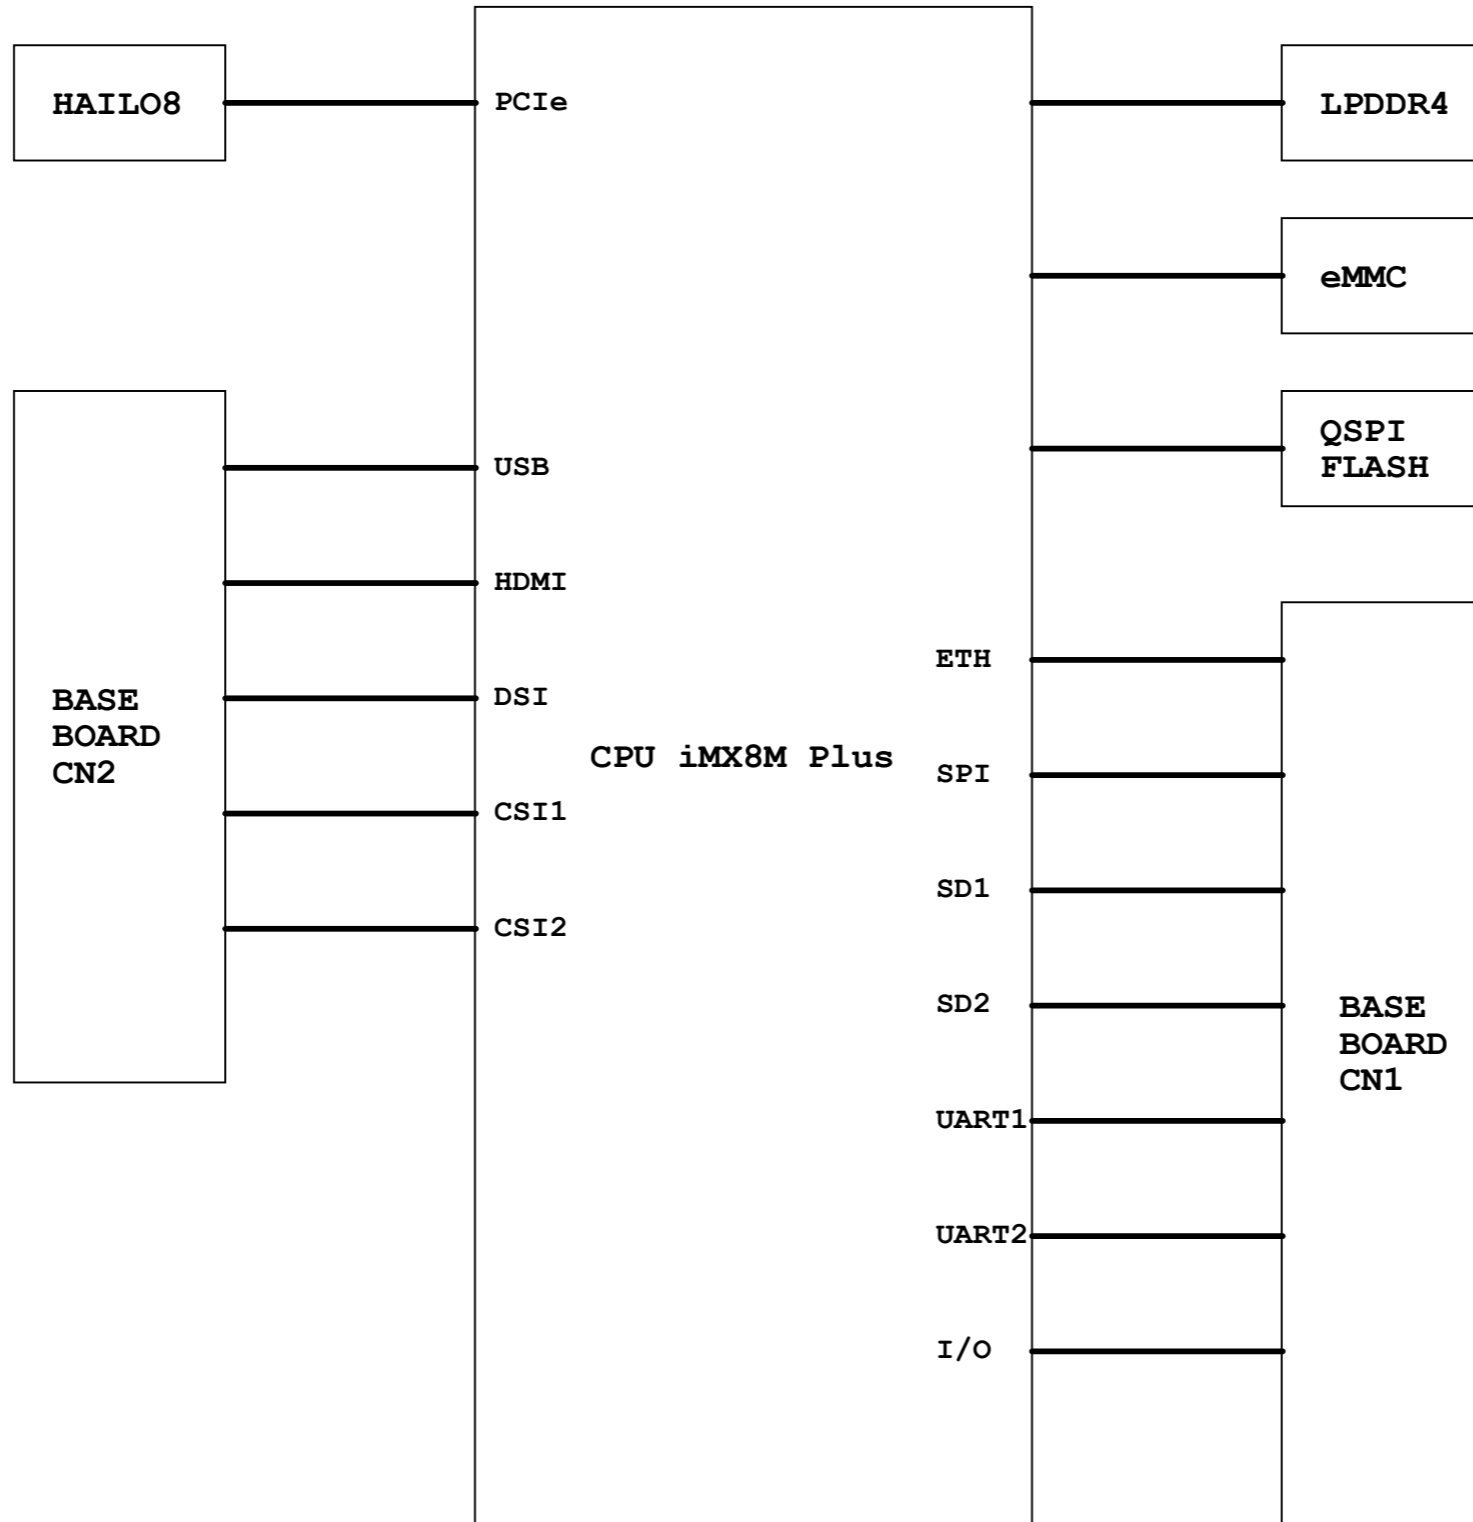 HAILO8
PCIe
LPDDR4
eMMC
QSPI
FLASH
USB
HDMI
DSI
CSI1
CSI2
BASE
BOARD
CN2
CPU iMX8M Plus
ETH
SPI
SD1
SD2
UART1
UART2
I/O
BASE
BOARD
CN1